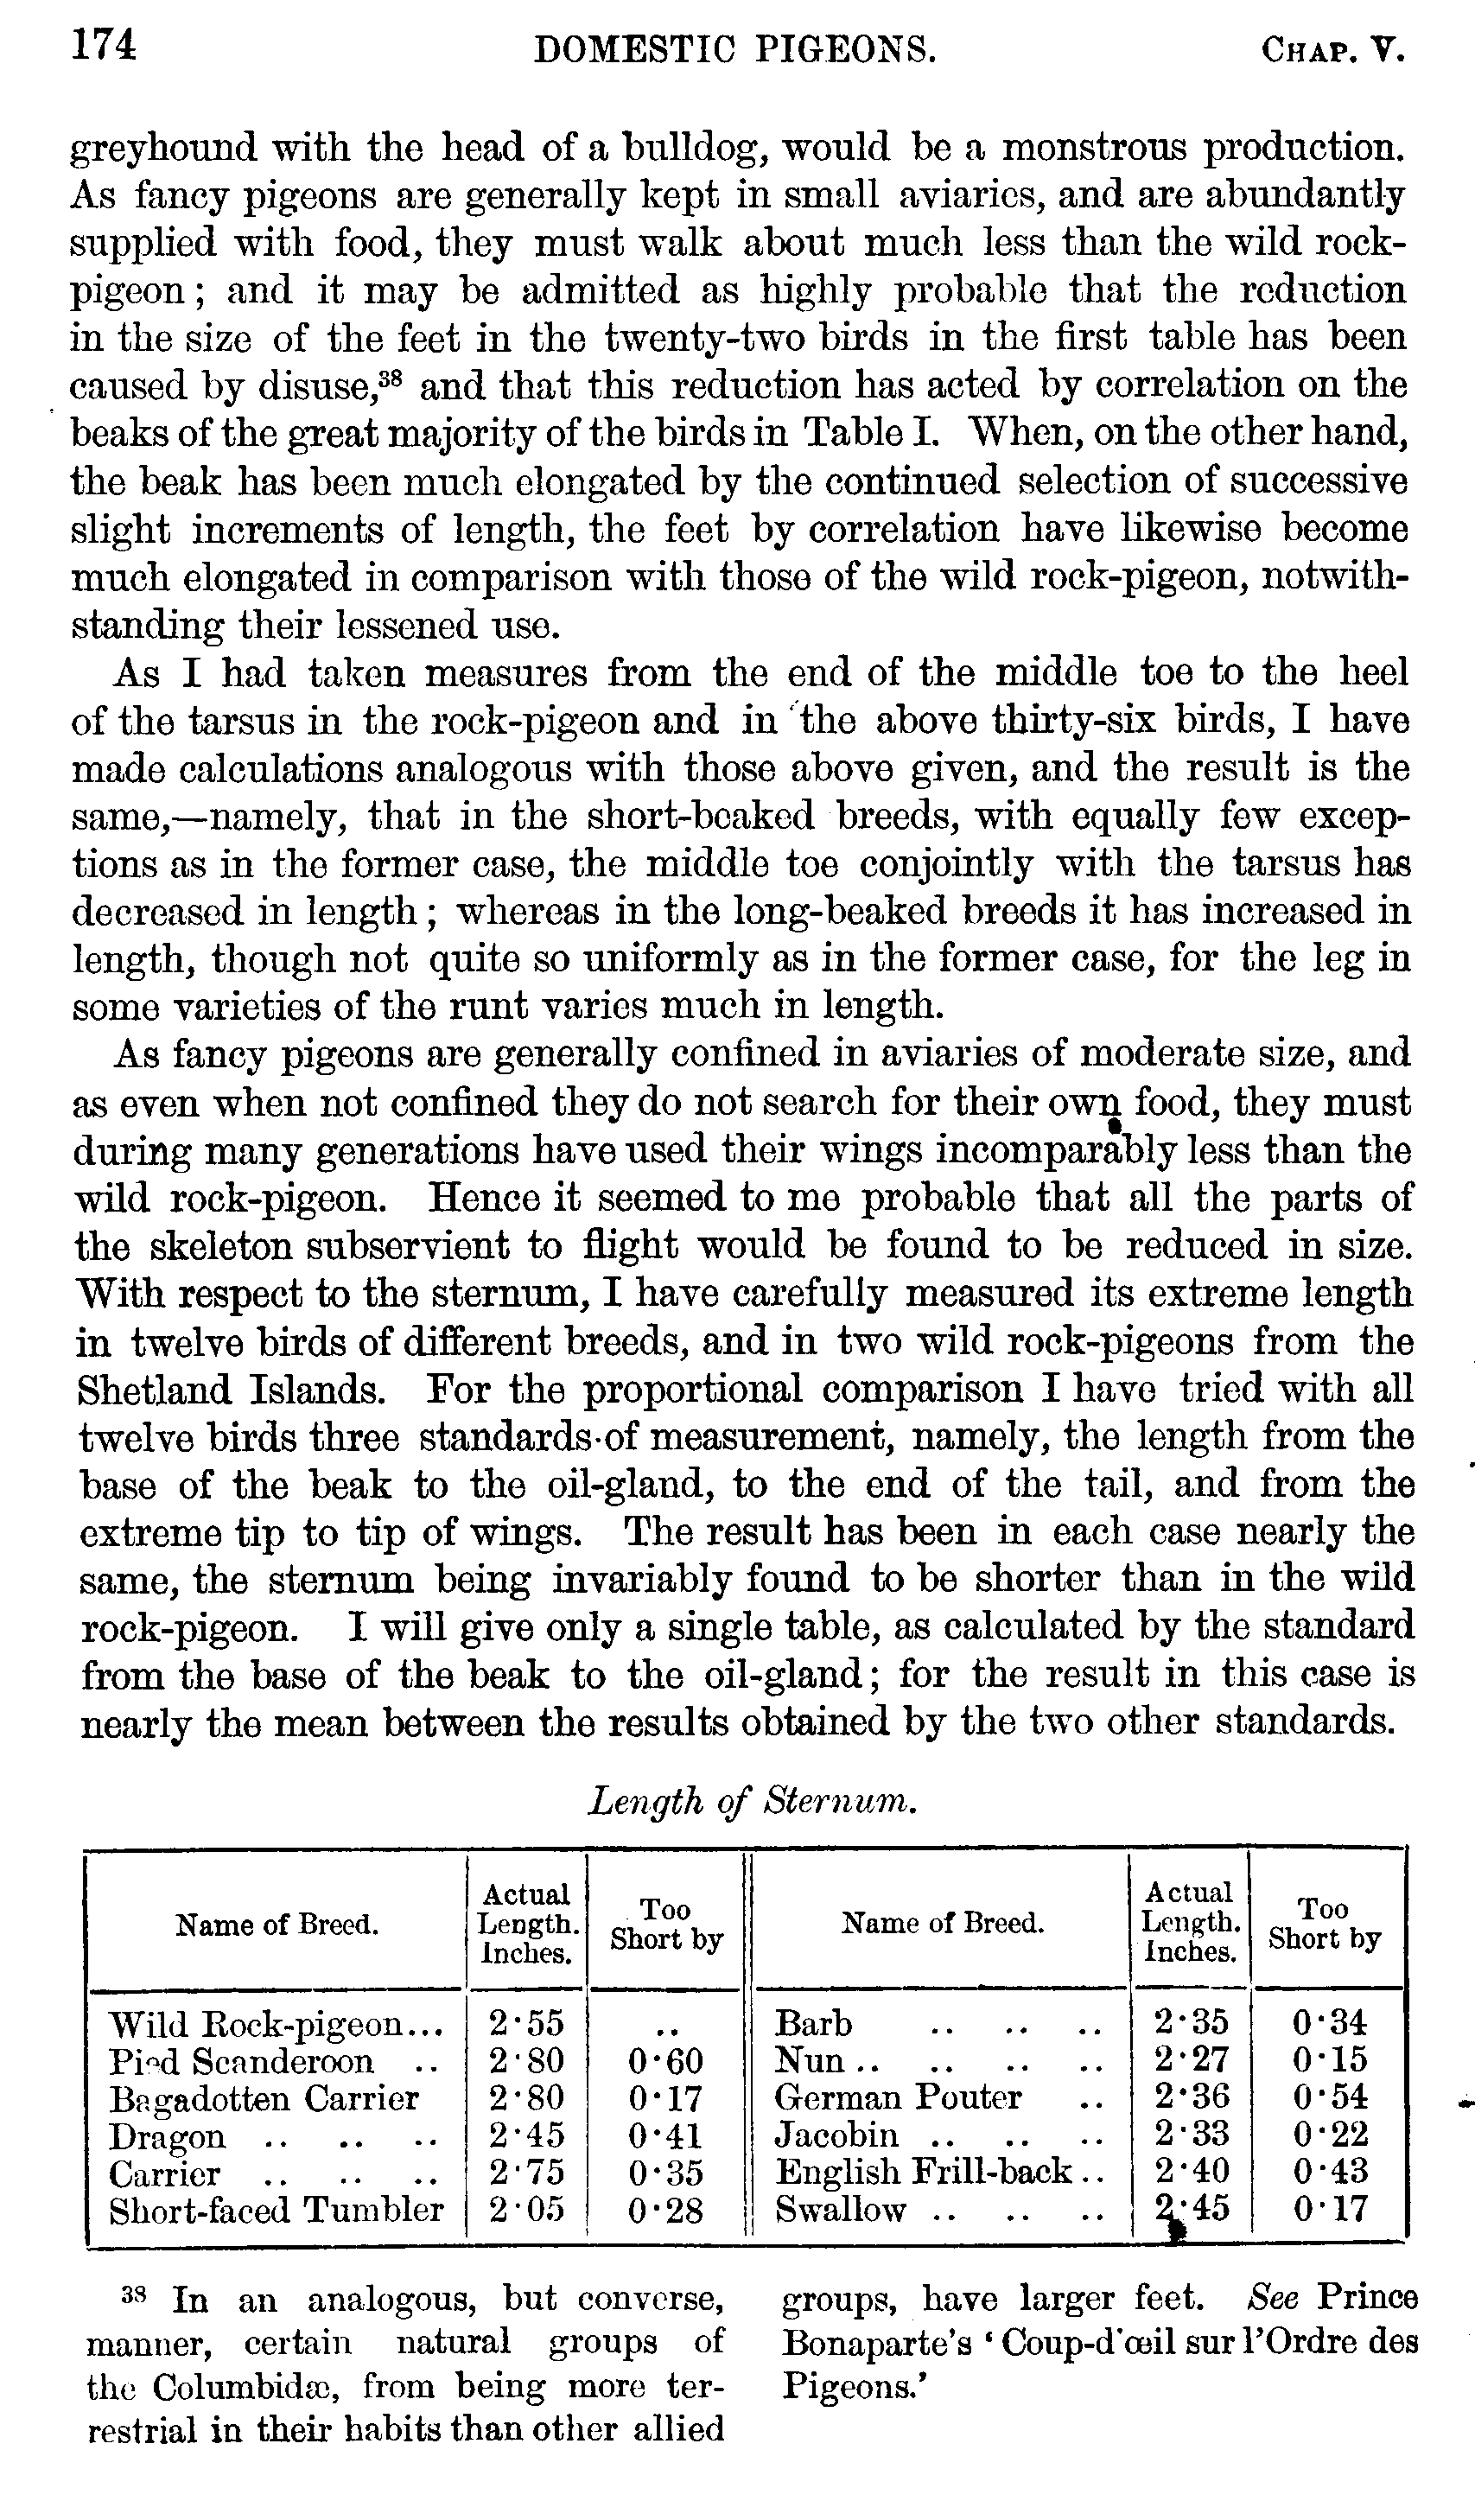 174 DOMESTIC PIGEONS. CHAP. V.
greyhound with the head of a bulldog, would be a monstrous production.
As fancy pigeons are generally kept in small aviaries, and are abundantly
supplied with food, they must walk about much less than the wild rock-
pigeon; and it may be admitted as highly probable that the reduction
in the size of the feet in the twenty-two birds in the first table has been
caused by disuse,³⁸ and that this reduction has acted by correlation on the
beaks of the great majority of the birds in Table I. When, on the other hand,
the beak has been much elongated by the continued selection of successive
slight increments of length, the feet by correlation have likewise become
much elongated in comparison with those of the wild rock-pigeon, notwith-
standing their lessened use.
As I had taken measures from the end of the middle toe to the heel
of the tarsus in the rock-pigeon and in the above thirty-six birds, I have
made calculations analogous with those above given, and the result is the
same,—namely, that in the short-beaked breeds, with equally few excep-
tions as in the former case, the middle toe conjointly with the tarsus has
decreased in length; whereas in the long-beaked breeds it has increased in
length, though not quite so uniformly as in the former case, for the leg in
some varieties of the runt varies much in length.
As fancy pigeons are generally confined in aviaries of moderate size, and
as even when not confined they do not search for their own food, they must
during many generations have used their wings incomparably less than the
wild rock-pigeon. Hence it seemed to me probable that all the parts of
the skeleton subservient to flight would be found to be reduced in size.
With respect to the sternum, I have carefully measured its extreme length
in twelve birds of different breeds, and in two wild rock-pigeons from the
Shetland Islands. For the proportional comparison I have tried with all
twelve birds three standards of measurement, namely, the length from the
base of the beak to the oil-gland, to the end of the tail, and from the
extreme tip to tip of wings. The result has been in each case nearly the
same, the sternum being invariably found to be shorter than in the wild
rock-pigeon. I will give only a single table, as calculated by the standard
from the base of the beak to the oil-gland; for the result in this case is
nearly the mean between the results obtained by the two other standards.
Length of Sternum.
Name of Breed. Actual Length. Inches. Too Short by Name of Breed. Actual Length. Inches. Too Short by
Wild Rock-pigeon... 2·55 .. Barb .. .. .. 2·35 0·34
Pied Scanderoon .. 2·80 0·60 Nun .. .. .. .. 2·27 0·15
Bagadotten Carrier 2·80 0·17 German Pouter .. 2·36 0·54
Dragon .. .. .. 2·45 0·41 Jacobin .. .. .. 2·33 0·22
Carrier .. .. .. 2·75 0·35 English Frill-back .. 2·40 0·43
Short-faced Tumbler 2·05 0·28 Swallow .. .. .. 2·45 0·17
³⁸ In an analogous, but converse,
manner, certain natural groups of
the Columbidæ, from being more ter-
restrial in their habits than other allied
groups, have larger feet. See Prince
Bonaparte's 'Coup-d'œil sur l'Ordre des
Pigeons.'